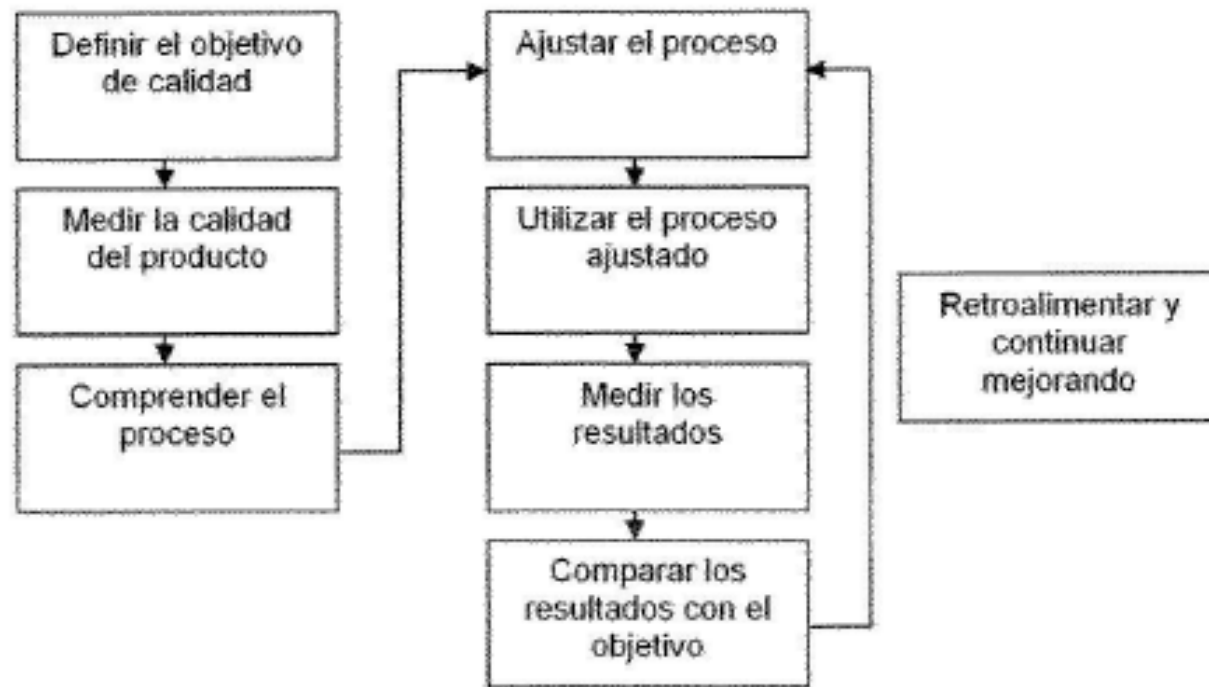 Definir el objetivo
de calidad
Medir la calidad
del producto
Comprender el
proceso
Ajustar el proceso
Utilizar el proceso
ajustado
Medir los
resultados
Comparar los
resultados con el
objetivo
Retroalimentar y
continuar
mejorando